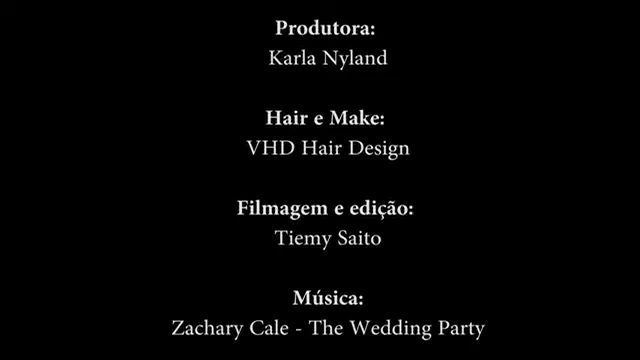 Produtora:
Karla Nyland
Hair e Make:
VHD Hair Design
Filmagem e edição:
Tiemy Saito
Música:
Zachary Cale - The Wedding Party